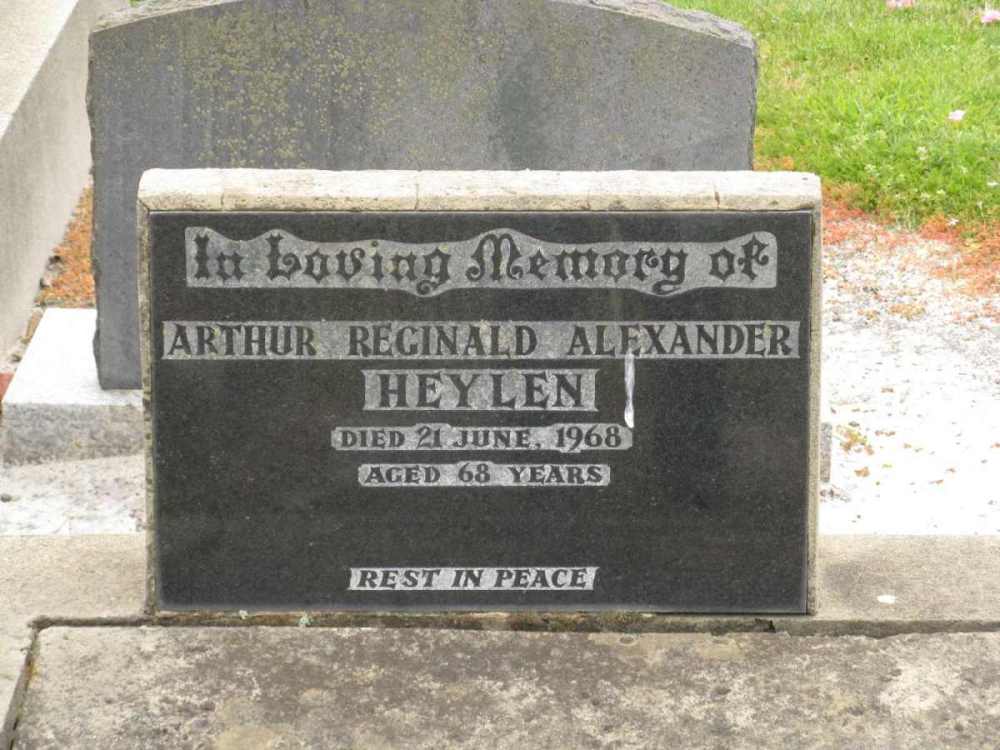 In Loving Memory of
ARTHUR REGINALD ALEXANDER
HEYLEN
DIED 21 JUNE, 1968
AGED 68 YEARS
REST IN PEACE